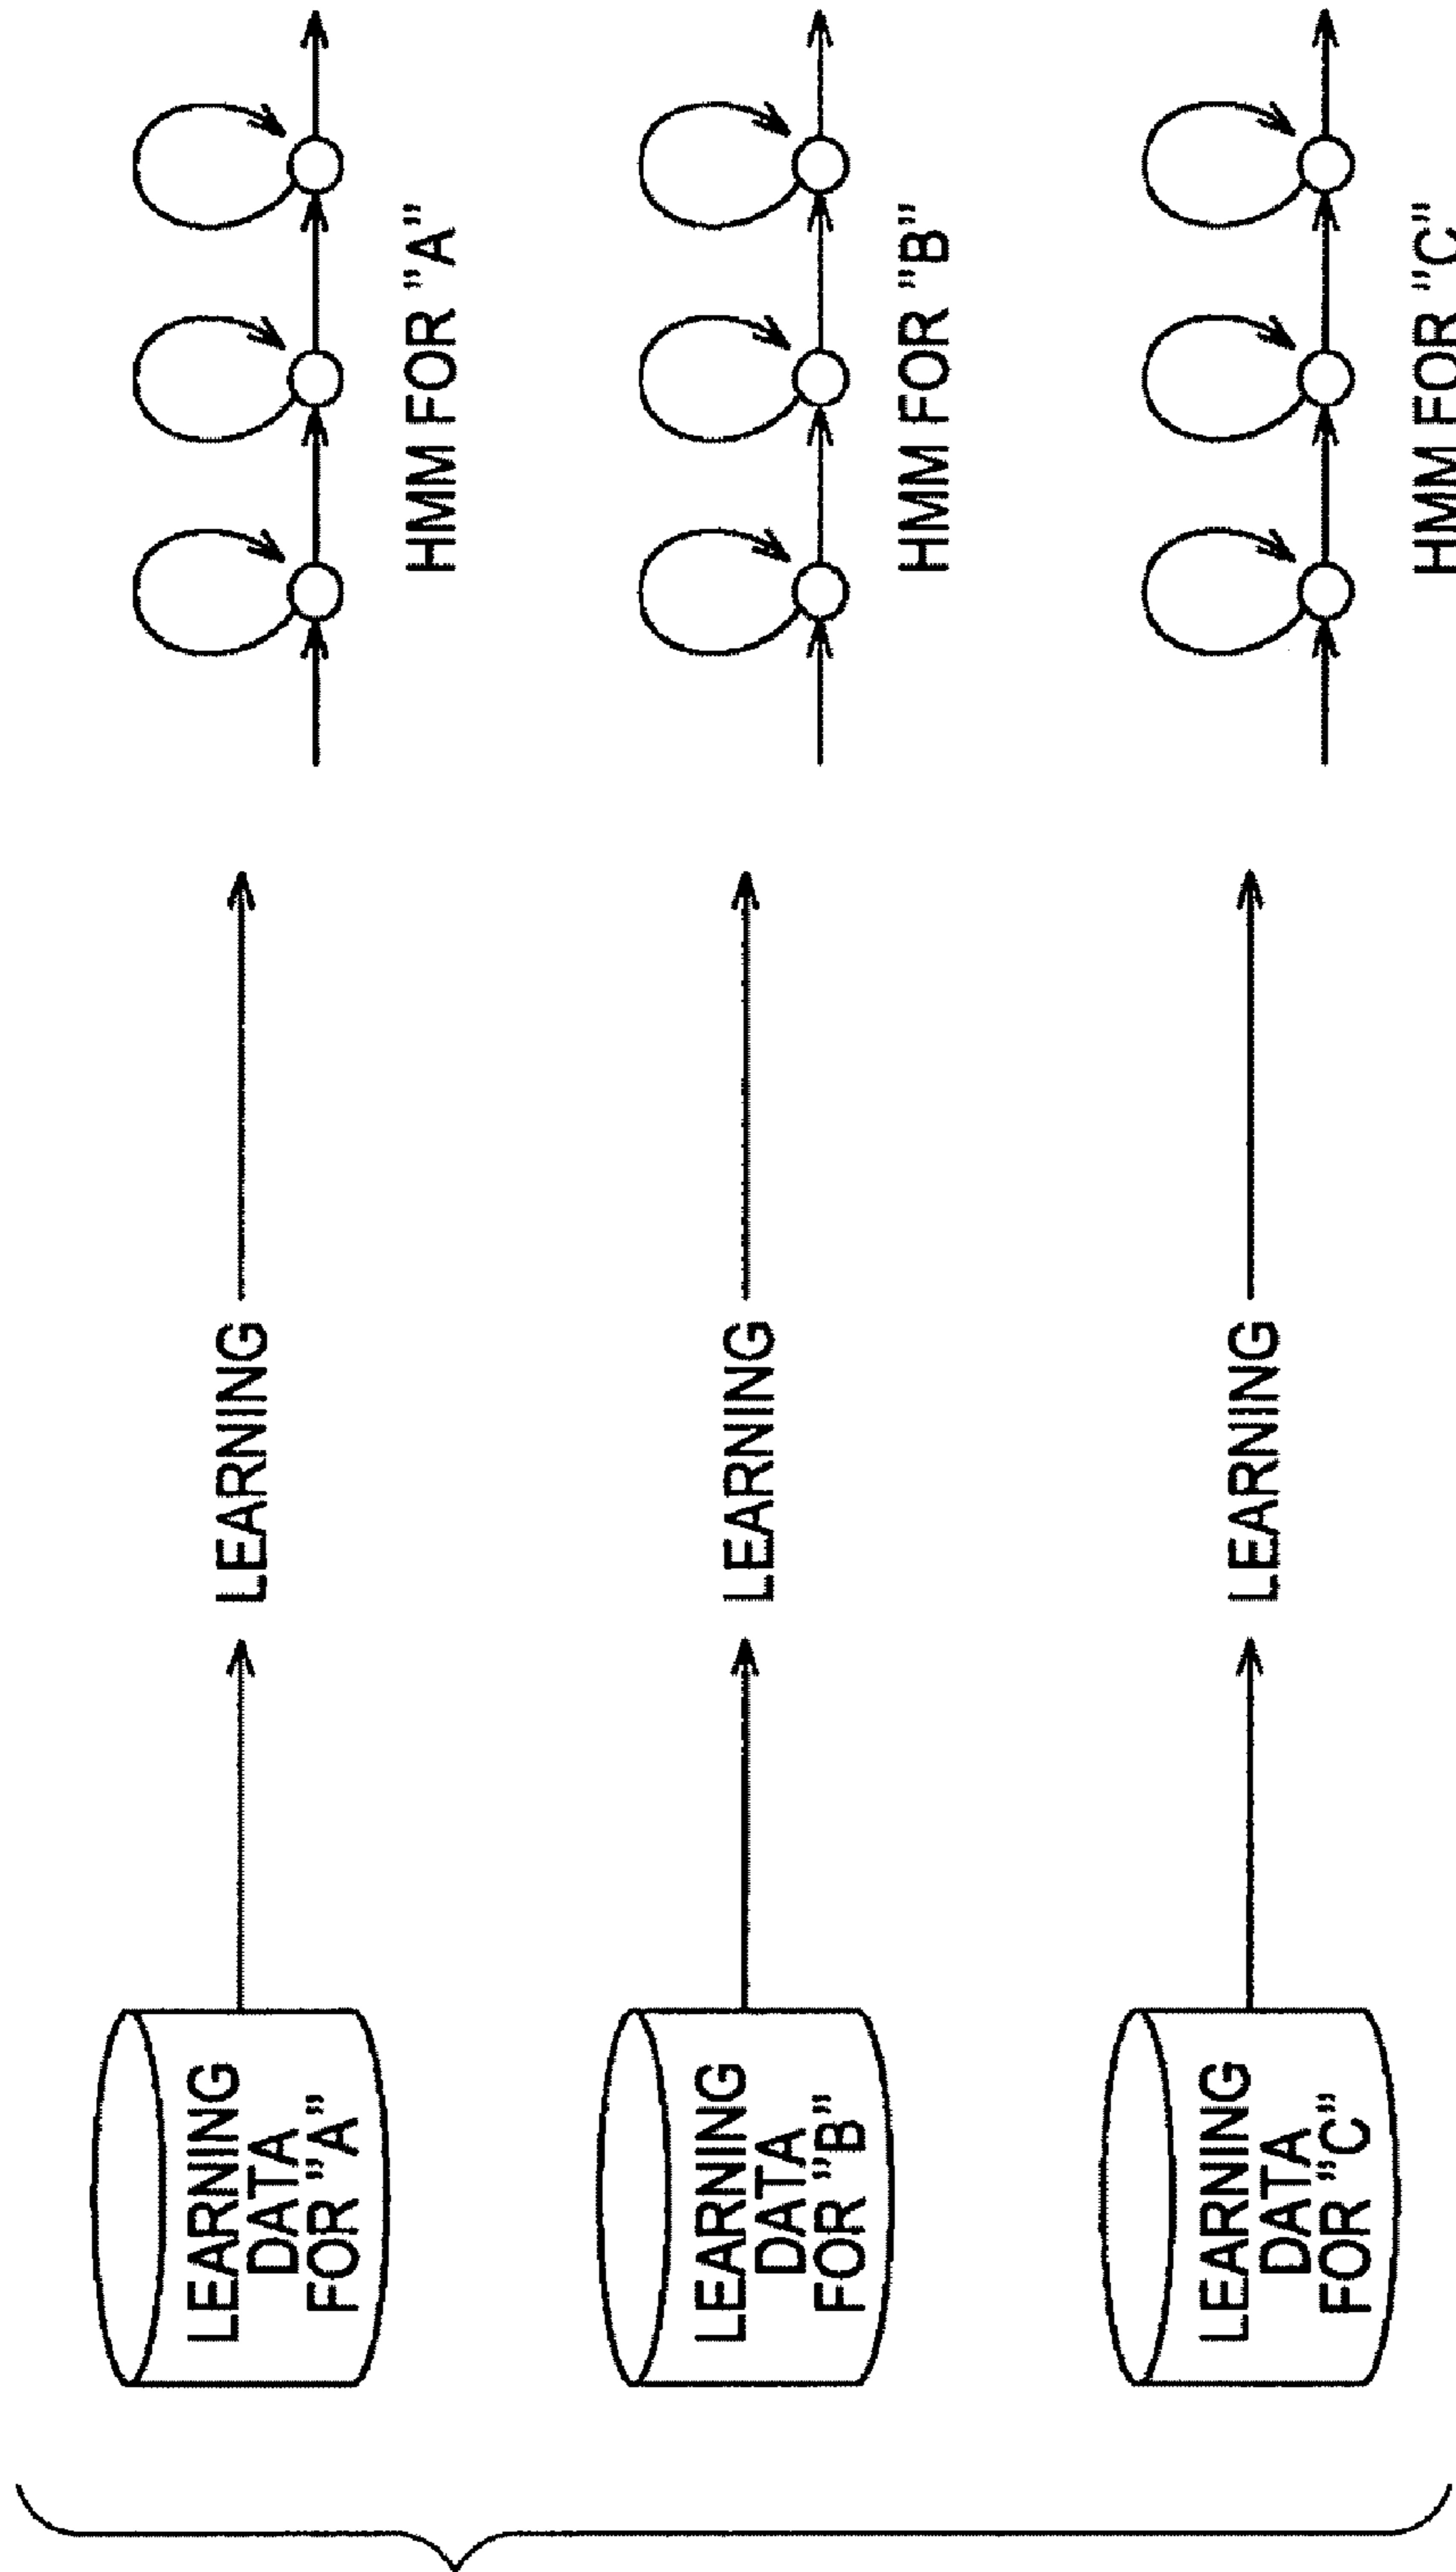 LEARNING
DATA
FOR "A"
LEARNING
HMM FOR "A"
LEARNING
DATA
FOR "B"
LEARNING
HMM FOR "B"
LEARNING
DATA
FOR "C"
LEARNING
HMM FOR "C"